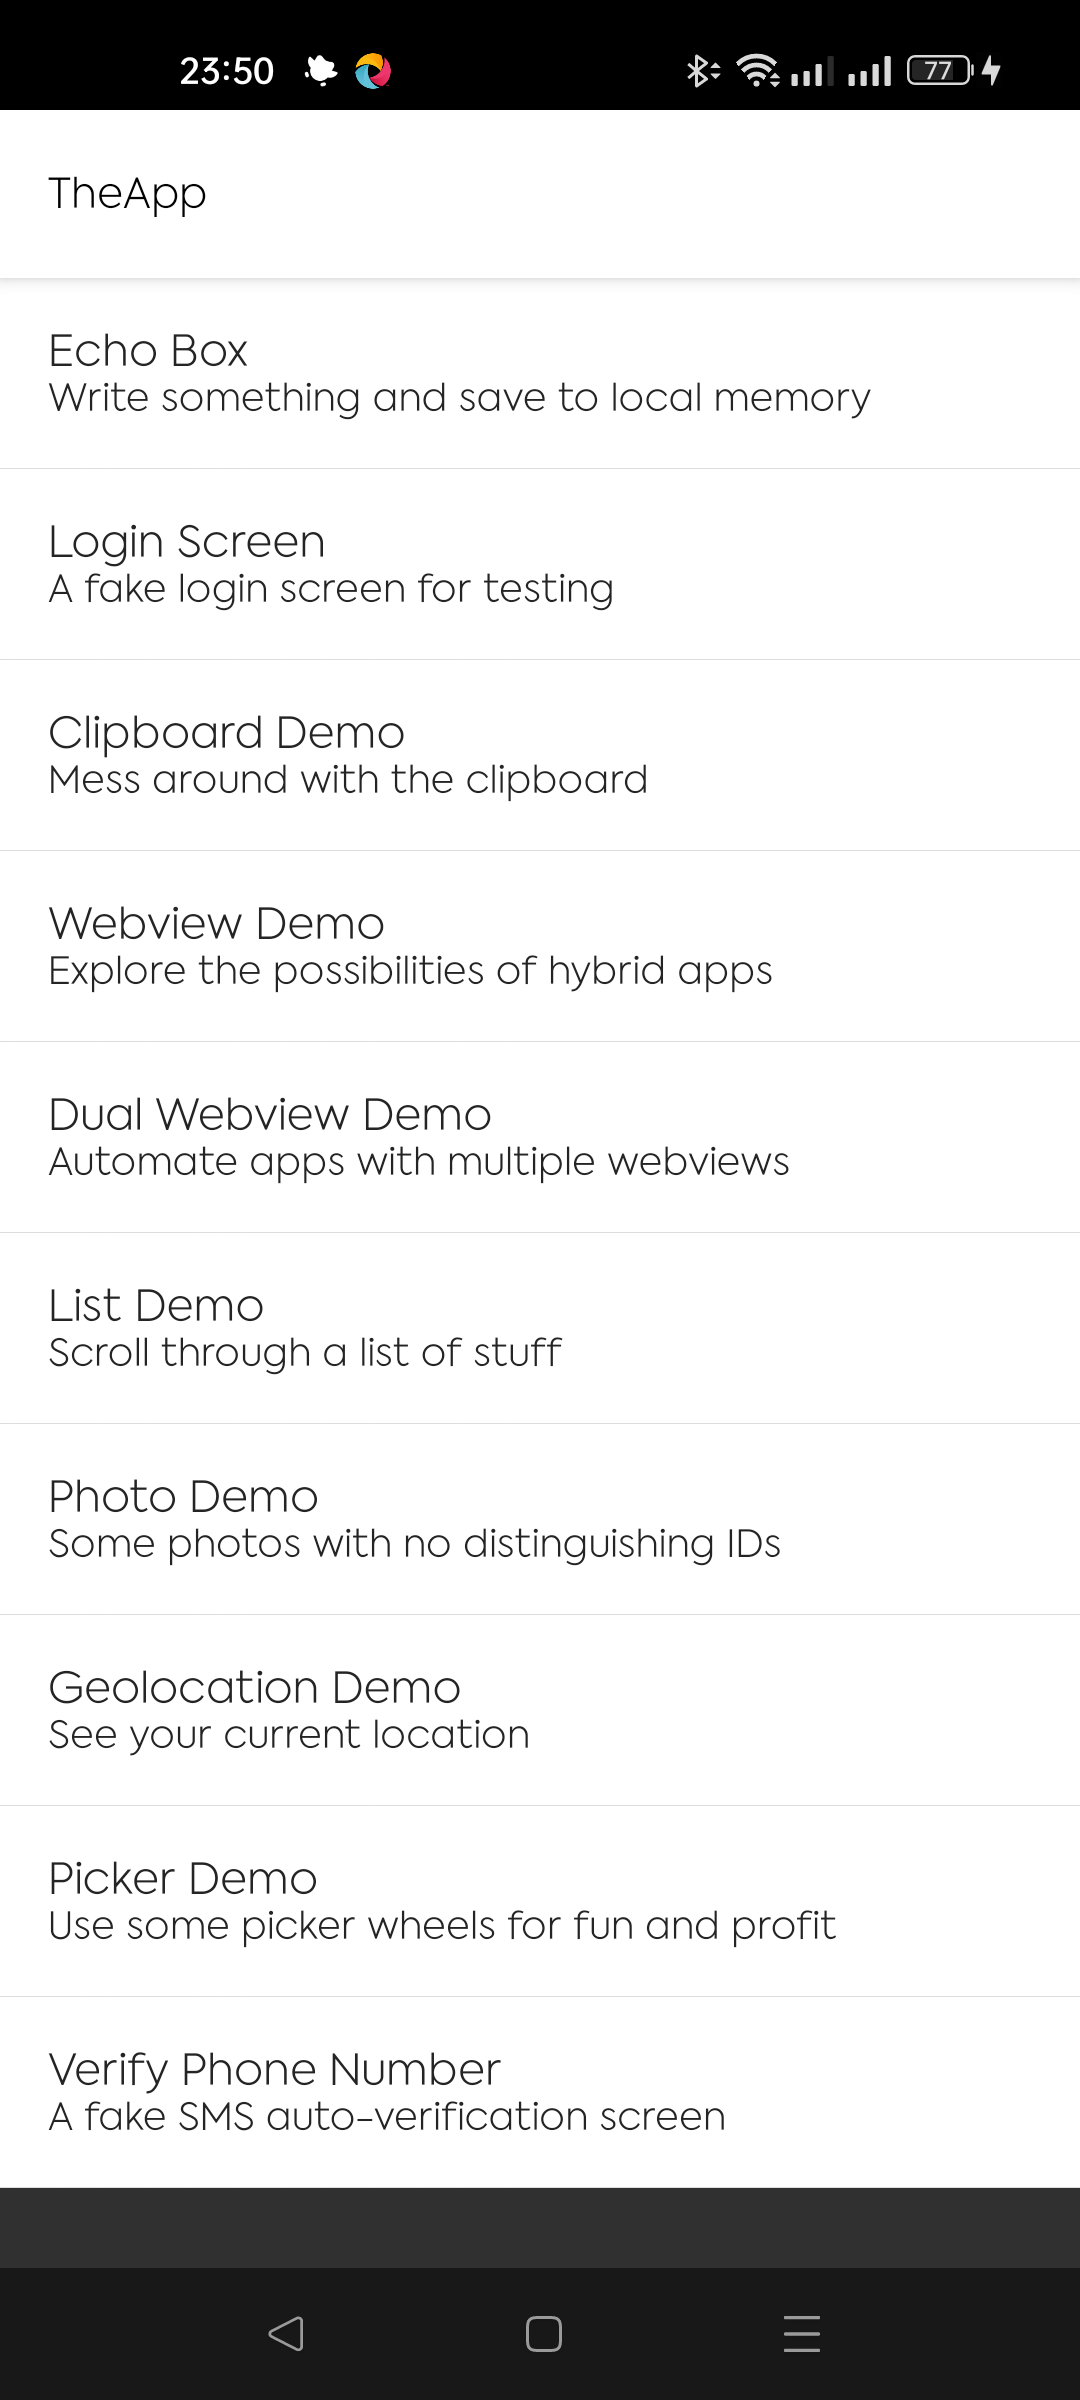 23:50
77
TheApp
Echo Box
Write something and save to local memory
Login Screen
A fake login screen for testing
Clipboard Demo
Mess around with the clipboard
Webview Demo
Explore the possibilities of hybrid apps
Dual Webview Demo
Automate apps with multiple webviews
List Demo
Scroll through a list of stuff
Photo Demo
Some photos with no distinguishing IDs
Geolocation Demo
See your current location
Picker Demo
Use some picker wheels for fun and profit
Verify Phone Number
A fake SMS auto-verification screen